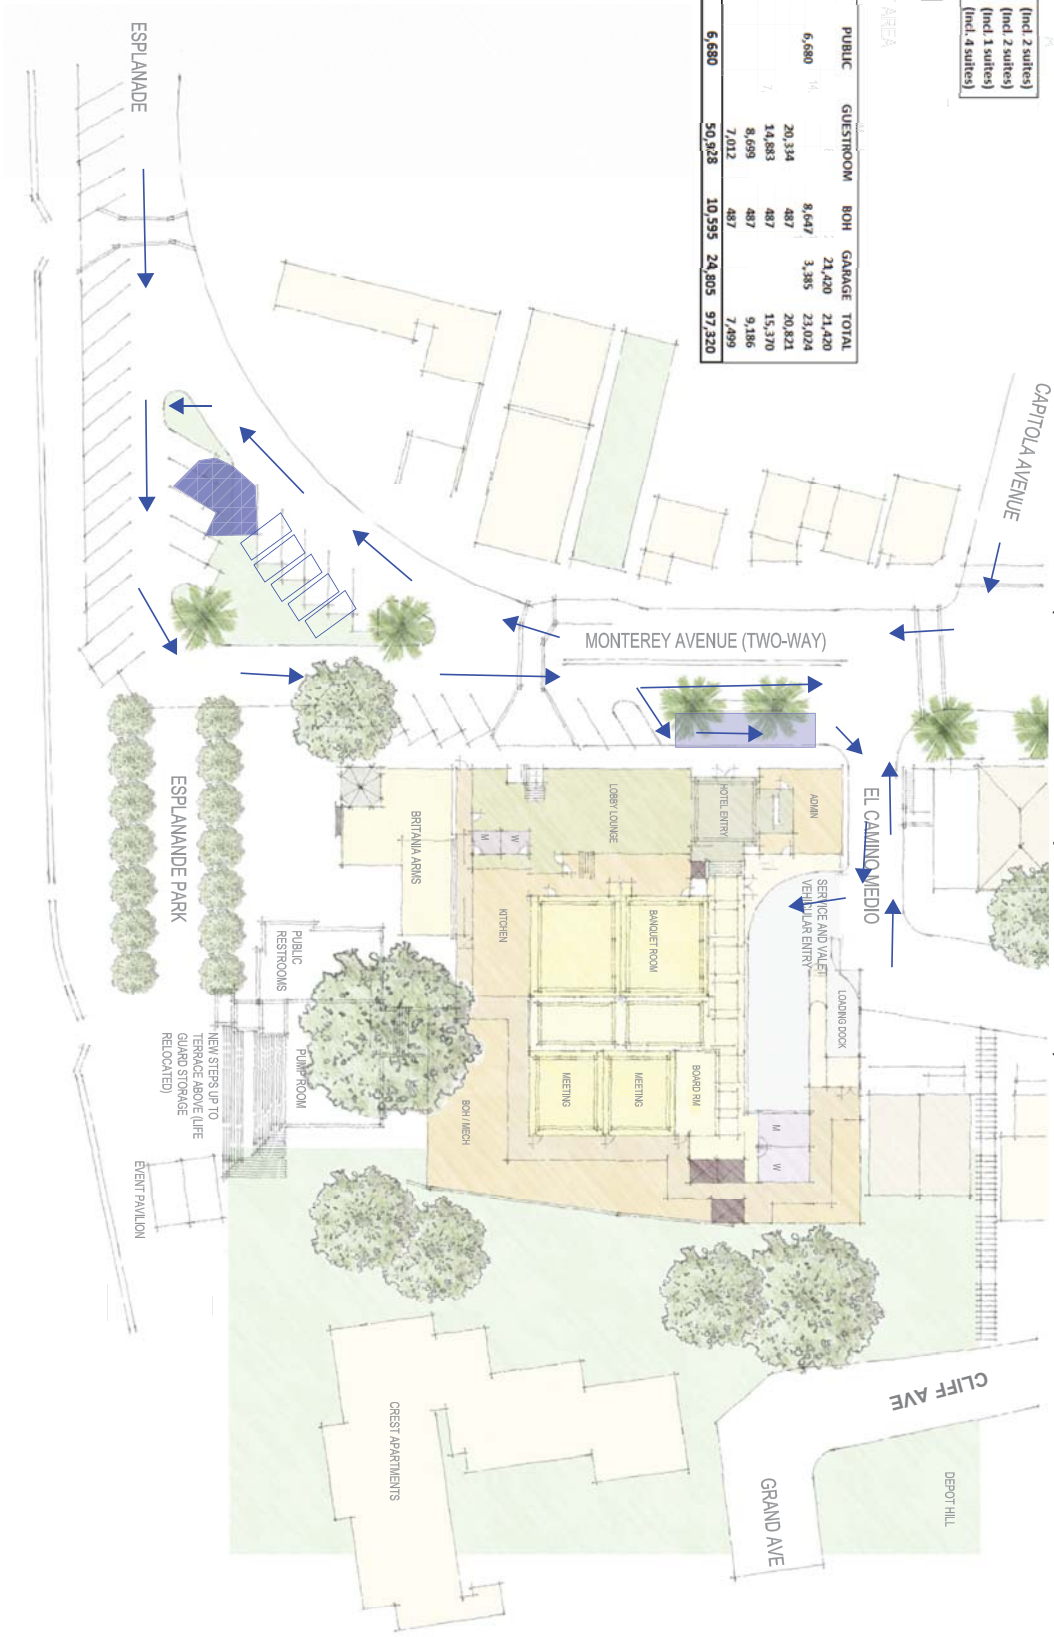 (Incl. 2 suites)
(Incl. 2 suites)
(Incl. 1 suites)
(Incl. 4 suites)
AREA
PUBLIC GUESTROOM BOH GARAGE TOTAL
21,420 21,420
6,680 8,647 3,385 23,024
20,334 487 20,821
14,883 487 15,370
8,699 487 9,186
7,012 487 7,499
6,680 50,928 10,595 24,805 97,320
ESPLANADE
CAPITOLA AVENUE
MONTEREY AVENUE (TWO-WAY)
EL CAMINO MEDIO
ADMIN
HOTEL ENTRY
LOBBY LOUNGE
M
W
BRITANIA ARMS
KITCHEN
BANQUET ROOM
SERVICE AND VALET
VEHICULAR ENTRY
LOADING DOCK
BOARD RM
MEETING
MEETING
M
W
BOH / MECH
ESPLANANDE PARK
PUBLIC
RESTROOMS
PUMP ROOM
NEW STEPS UP TO
TERRACE ABOVE (LIFE
GUARD STORAGE
RELOCATED)
EVENT PAVILION
CREST APARTMENTS
CLIFF AVE
GRAND AVE
DEPOT HILL